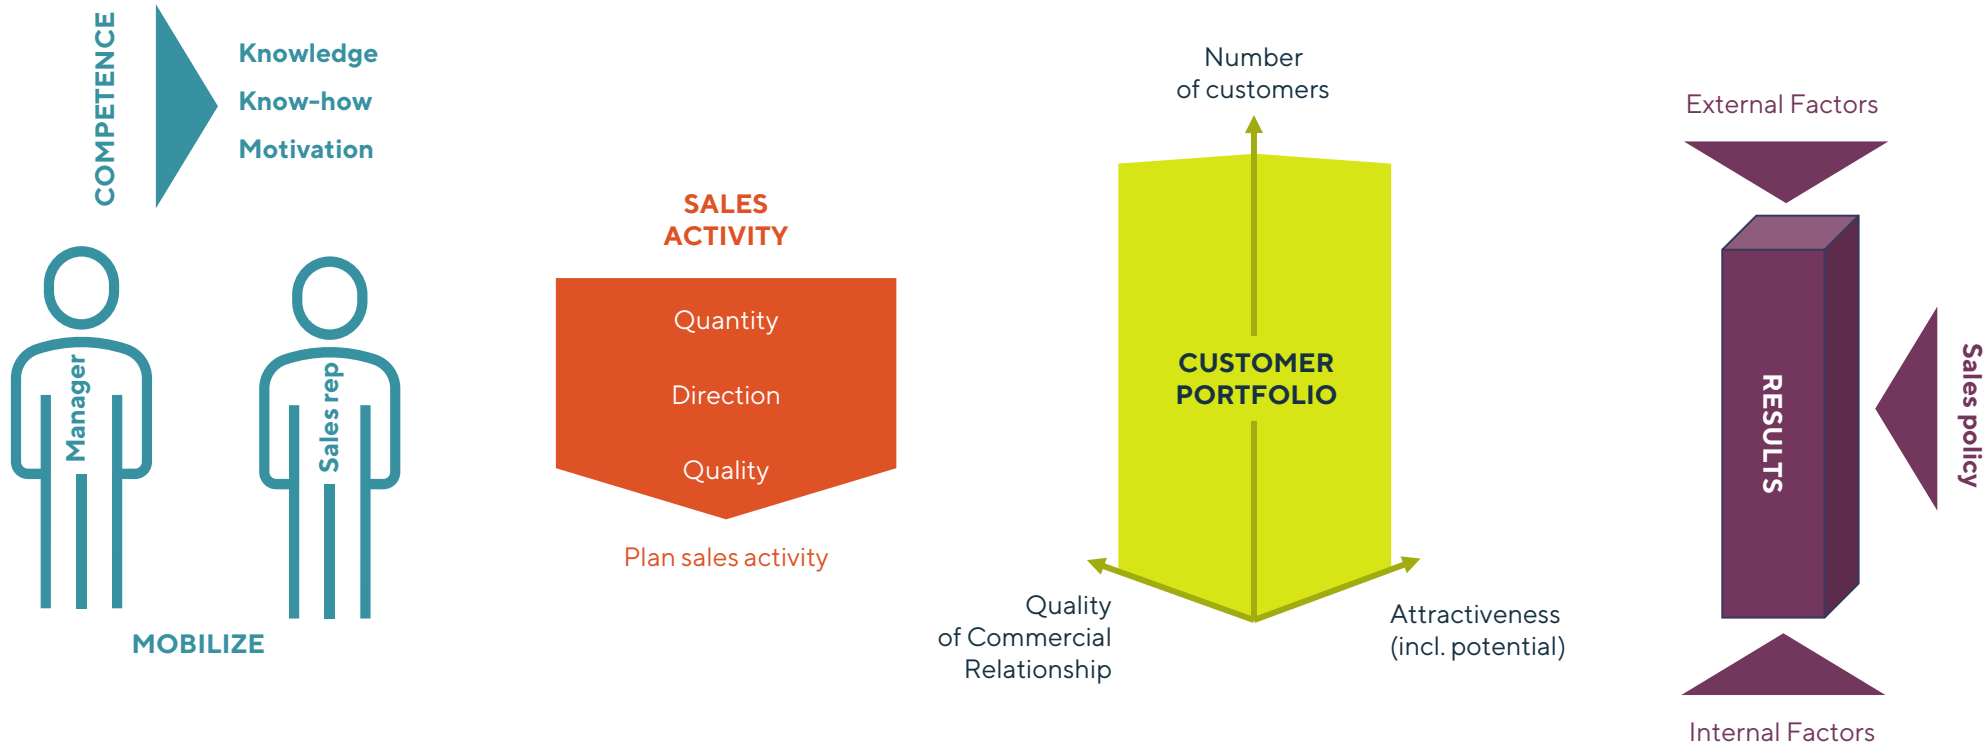 COMPETENCE
Knowledge
Know-how
Motivation
Manager
Sales rep
MOBILIZE
SALES
ACTIVITY
Quantity
Direction
Quality
Plan sales activity
Number
of customers
CUSTOMER
PORTFOLIO
Quality
of Commercial
Relationship
Attractiveness
(incl. potential)
External Factors
RESULTS
Sales policy
Internal Factors